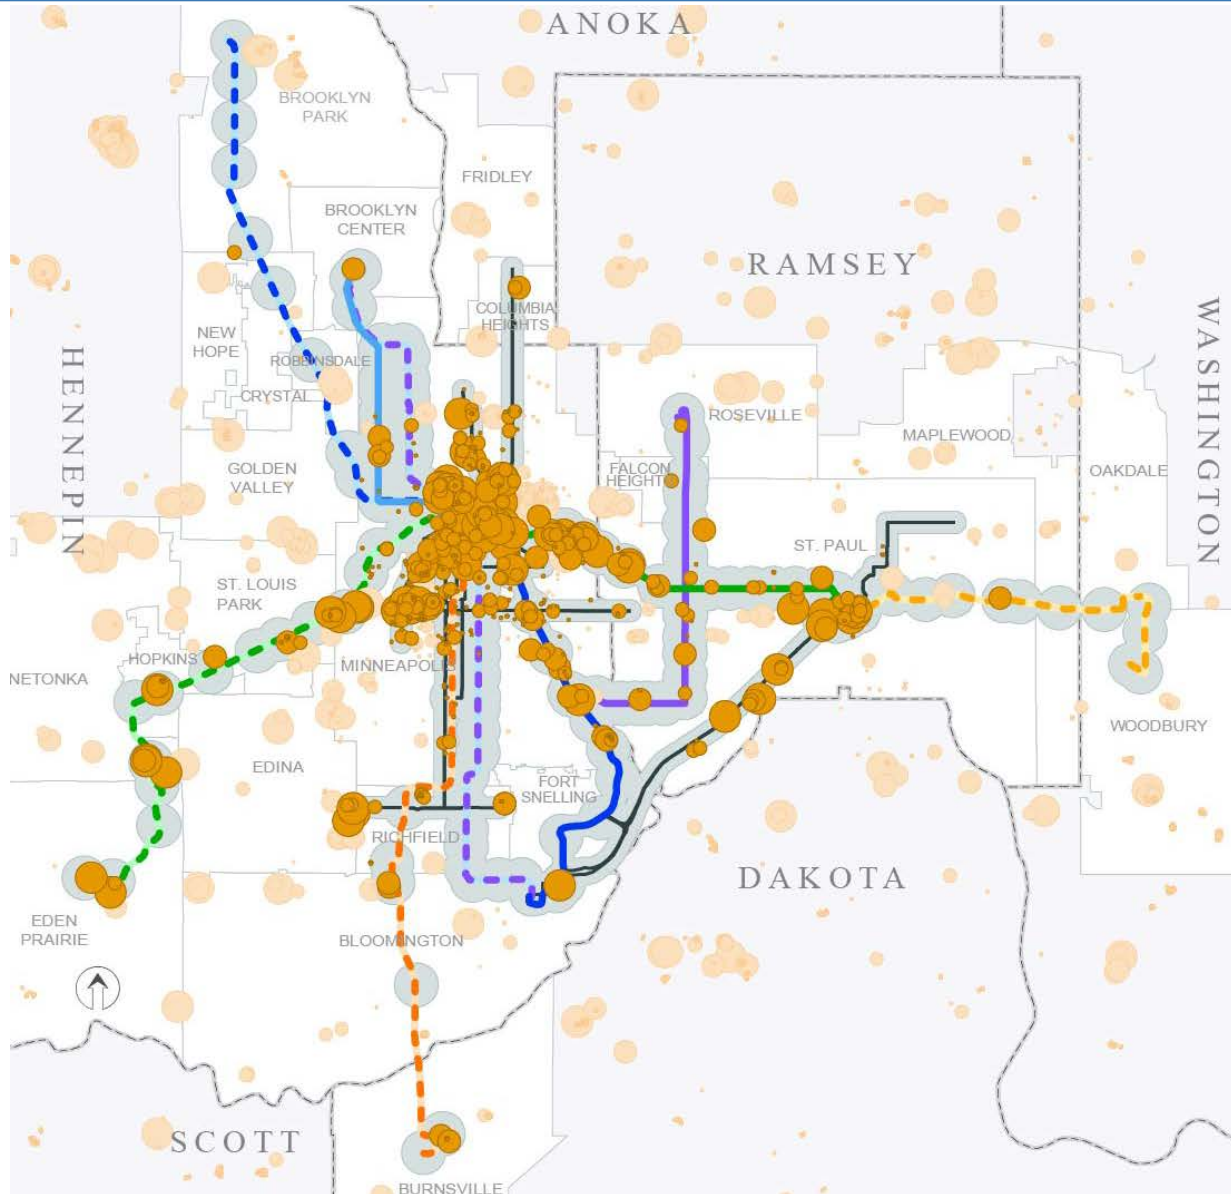 ANOKA
BROOKLYN
PARK
FRIDLEY
BROOKLYN
CENTER
RAMSEY
COLUMBIA
HEIGHTS
NEW
HOPE
ROBBINSDALE
WASHINGTON
HENNEPIN
CRYSTAL
ROSEVILLE
MAPLEWOOD
GOLDEN
VALLEY
FALCON
HEIGHTS
OAKDALE
ST. PAUL
ST. LOUIS
PARK
HOPKINS
MINNEAPOLIS
NETONKA
WOODBURY
EDINA
FORT
SNELLING
RICHFIELD
DAKOTA
EDEN
PRAIRIE
BLOOMINGTON
SCOTT
BURNSVILLE